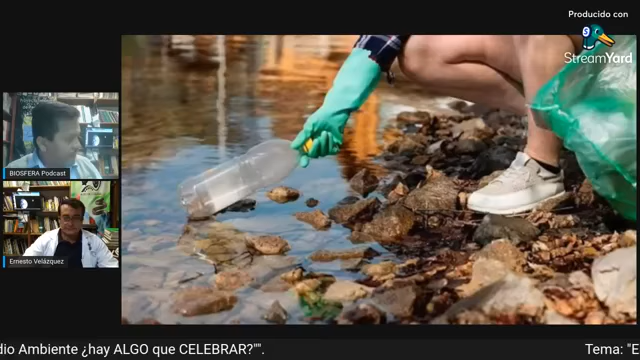 Producido con
StreamYard
BIOSFERA Podcast
Ernesto Velázquez
dio Ambiente ¿hay ALGO que CELEBRAR?"".
Tema: "E